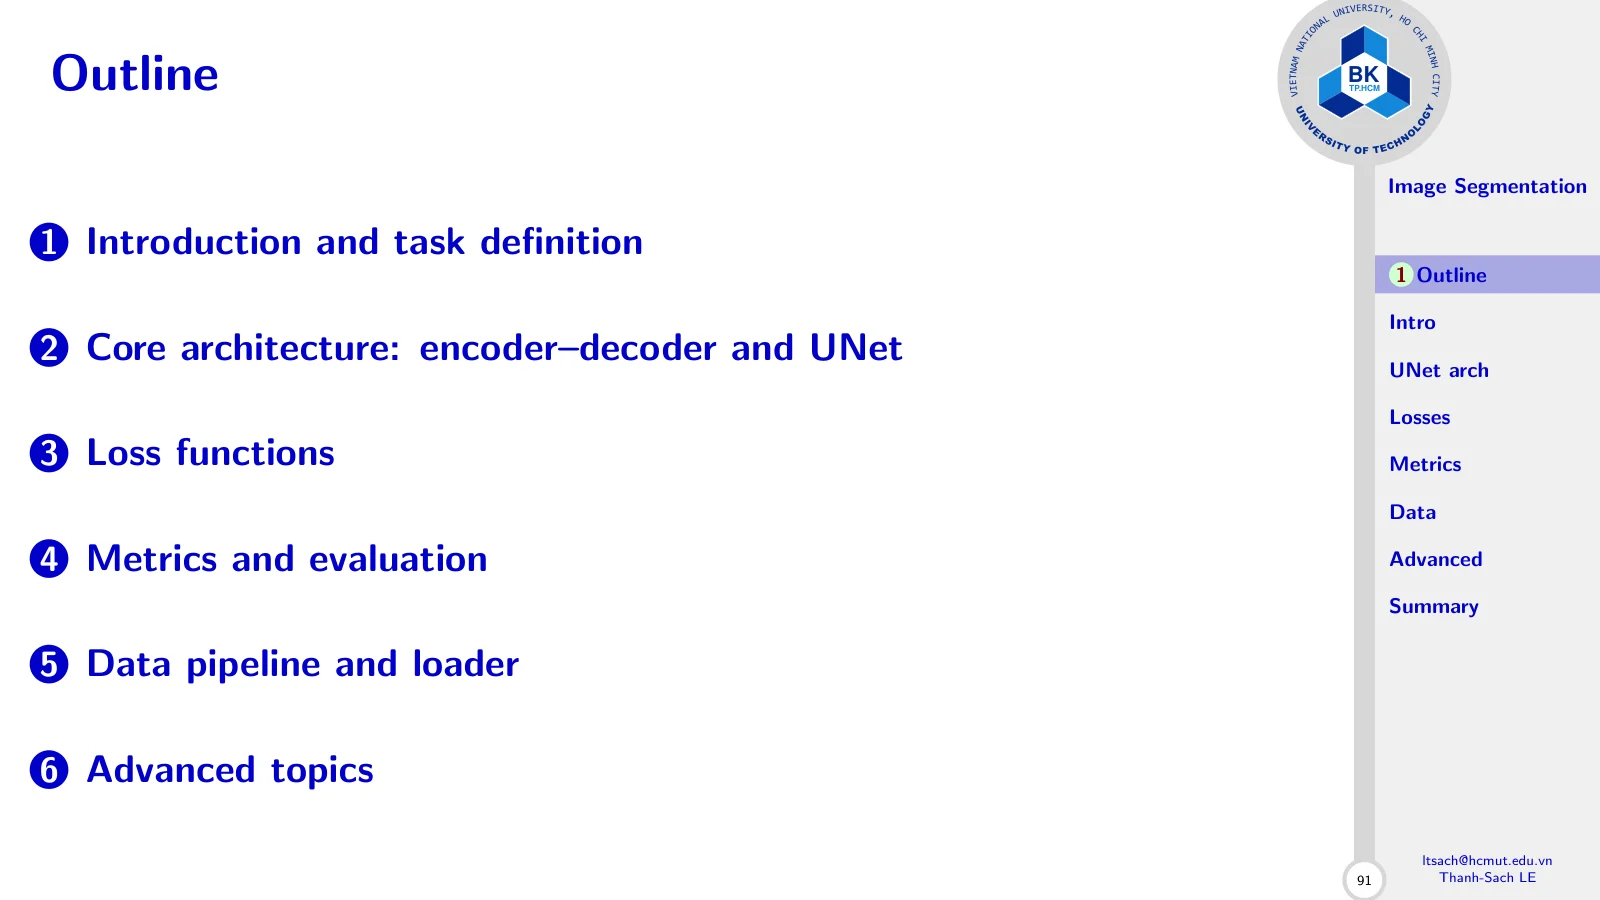 Outline
1 Introduction and task definition
2 Core architecture: encoder–decoder and UNet
3 Loss functions
4 Metrics and evaluation
5 Data pipeline and loader
6 Advanced topics
VIETNAM NATIONAL UNIVERSITY, HO CHI MINH CITY
BK
TP.HCM
UNIVERSITY OF TECHNOLOGY
Image Segmentation
1 Outline
Intro
UNet arch
Losses
Metrics
Data
Advanced
Summary
ltsach@hcmut.edu.vn
Thanh-Sach LE
91